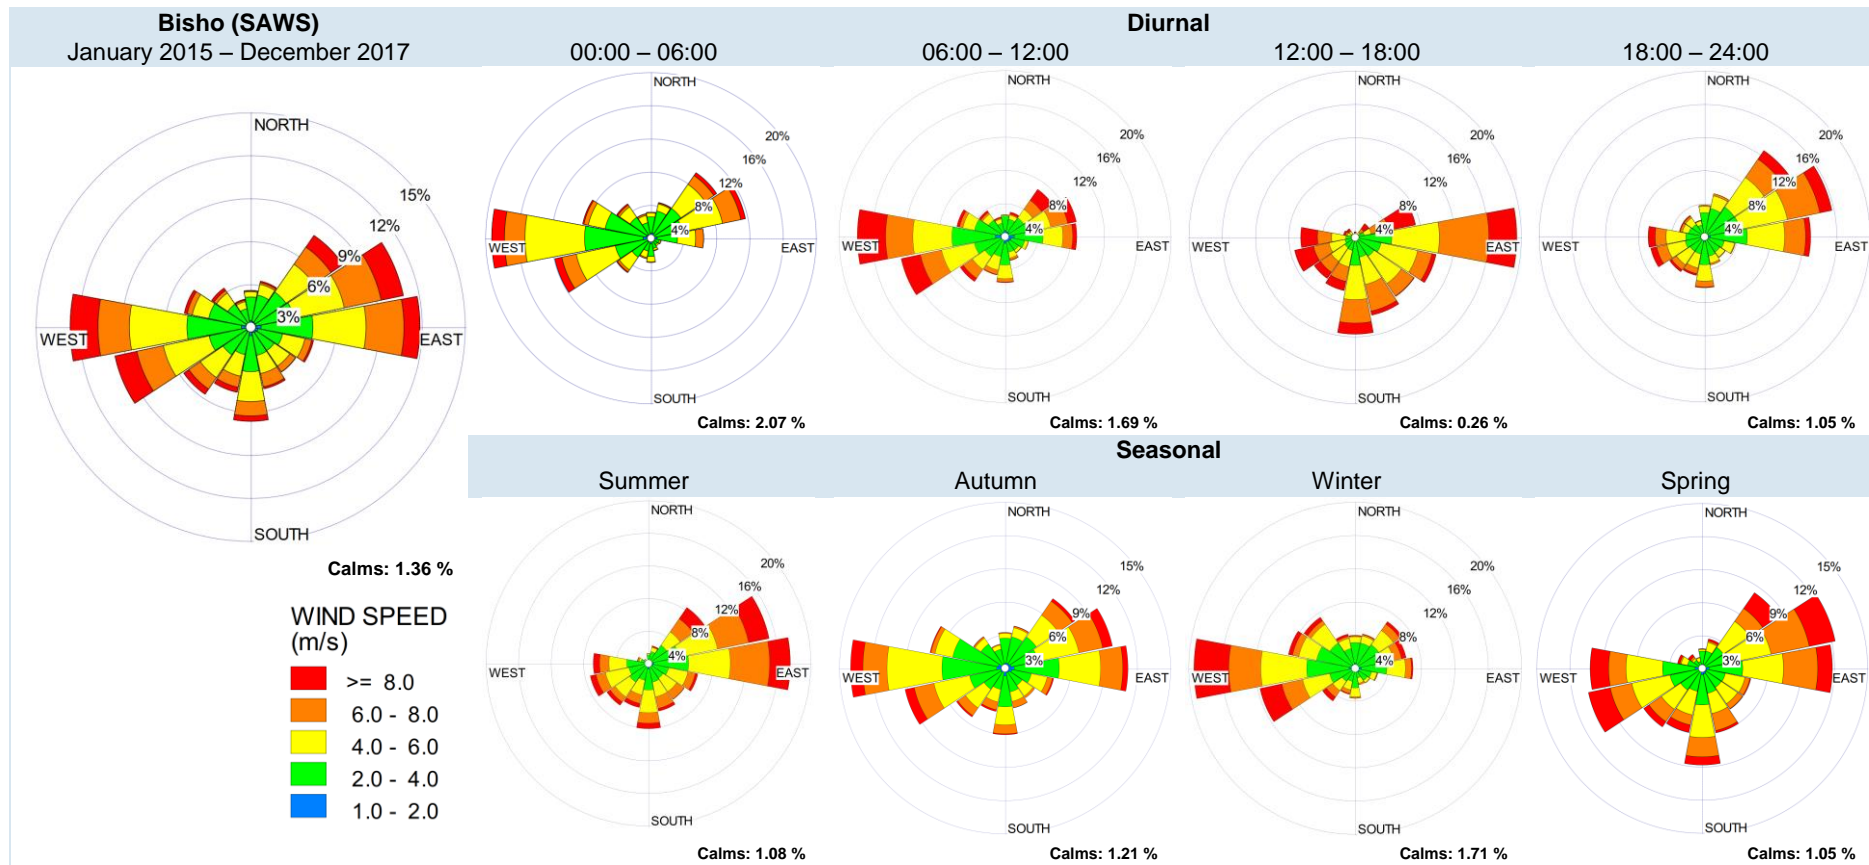 Bisho (SAWS)
January 2015 – December 2017
Diurnal
00:00 – 06:00
06:00 – 12:00
12:00 – 18:00
18:00 – 24:00
NORTH
15%
12%
9%
6%
3%
WEST
EAST
SOUTH
Calms: 1.36 %
NORTH
20%
16%
12%
8%
4%
WEST
EAST
SOUTH
Calms: 2.07 %
NORTH
20%
16%
12%
8%
4%
WEST
EAST
SOUTH
Calms: 1.69 %
NORTH
20%
16%
12%
8%
4%
WEST
EAST
SOUTH
Calms: 0.26 %
NORTH
20%
16%
12%
8%
4%
WEST
EAST
SOUTH
Calms: 1.05 %
WIND SPEED
(m/s)
>= 8.0
6.0 - 8.0
4.0 - 6.0
2.0 - 4.0
1.0 - 2.0
Seasonal
Summer
Autumn
Winter
Spring
NORTH
20%
16%
12%
8%
4%
WEST
EAST
SOUTH
Calms: 1.08 %
NORTH
15%
12%
9%
6%
3%
WEST
EAST
SOUTH
Calms: 1.21 %
NORTH
20%
16%
12%
8%
4%
WEST
EAST
SOUTH
Calms: 1.71 %
NORTH
15%
12%
9%
6%
3%
WEST
EAST
SOUTH
Calms: 1.05 %